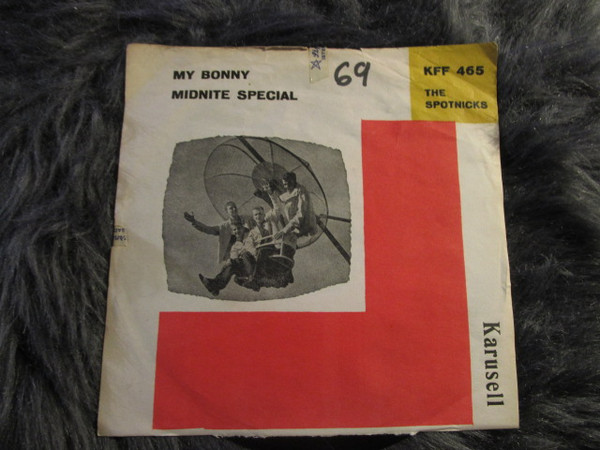 MY BONNY
MIDNITE SPECIAL
69
KFF 465
THE
SPOTNICKS
Karusell